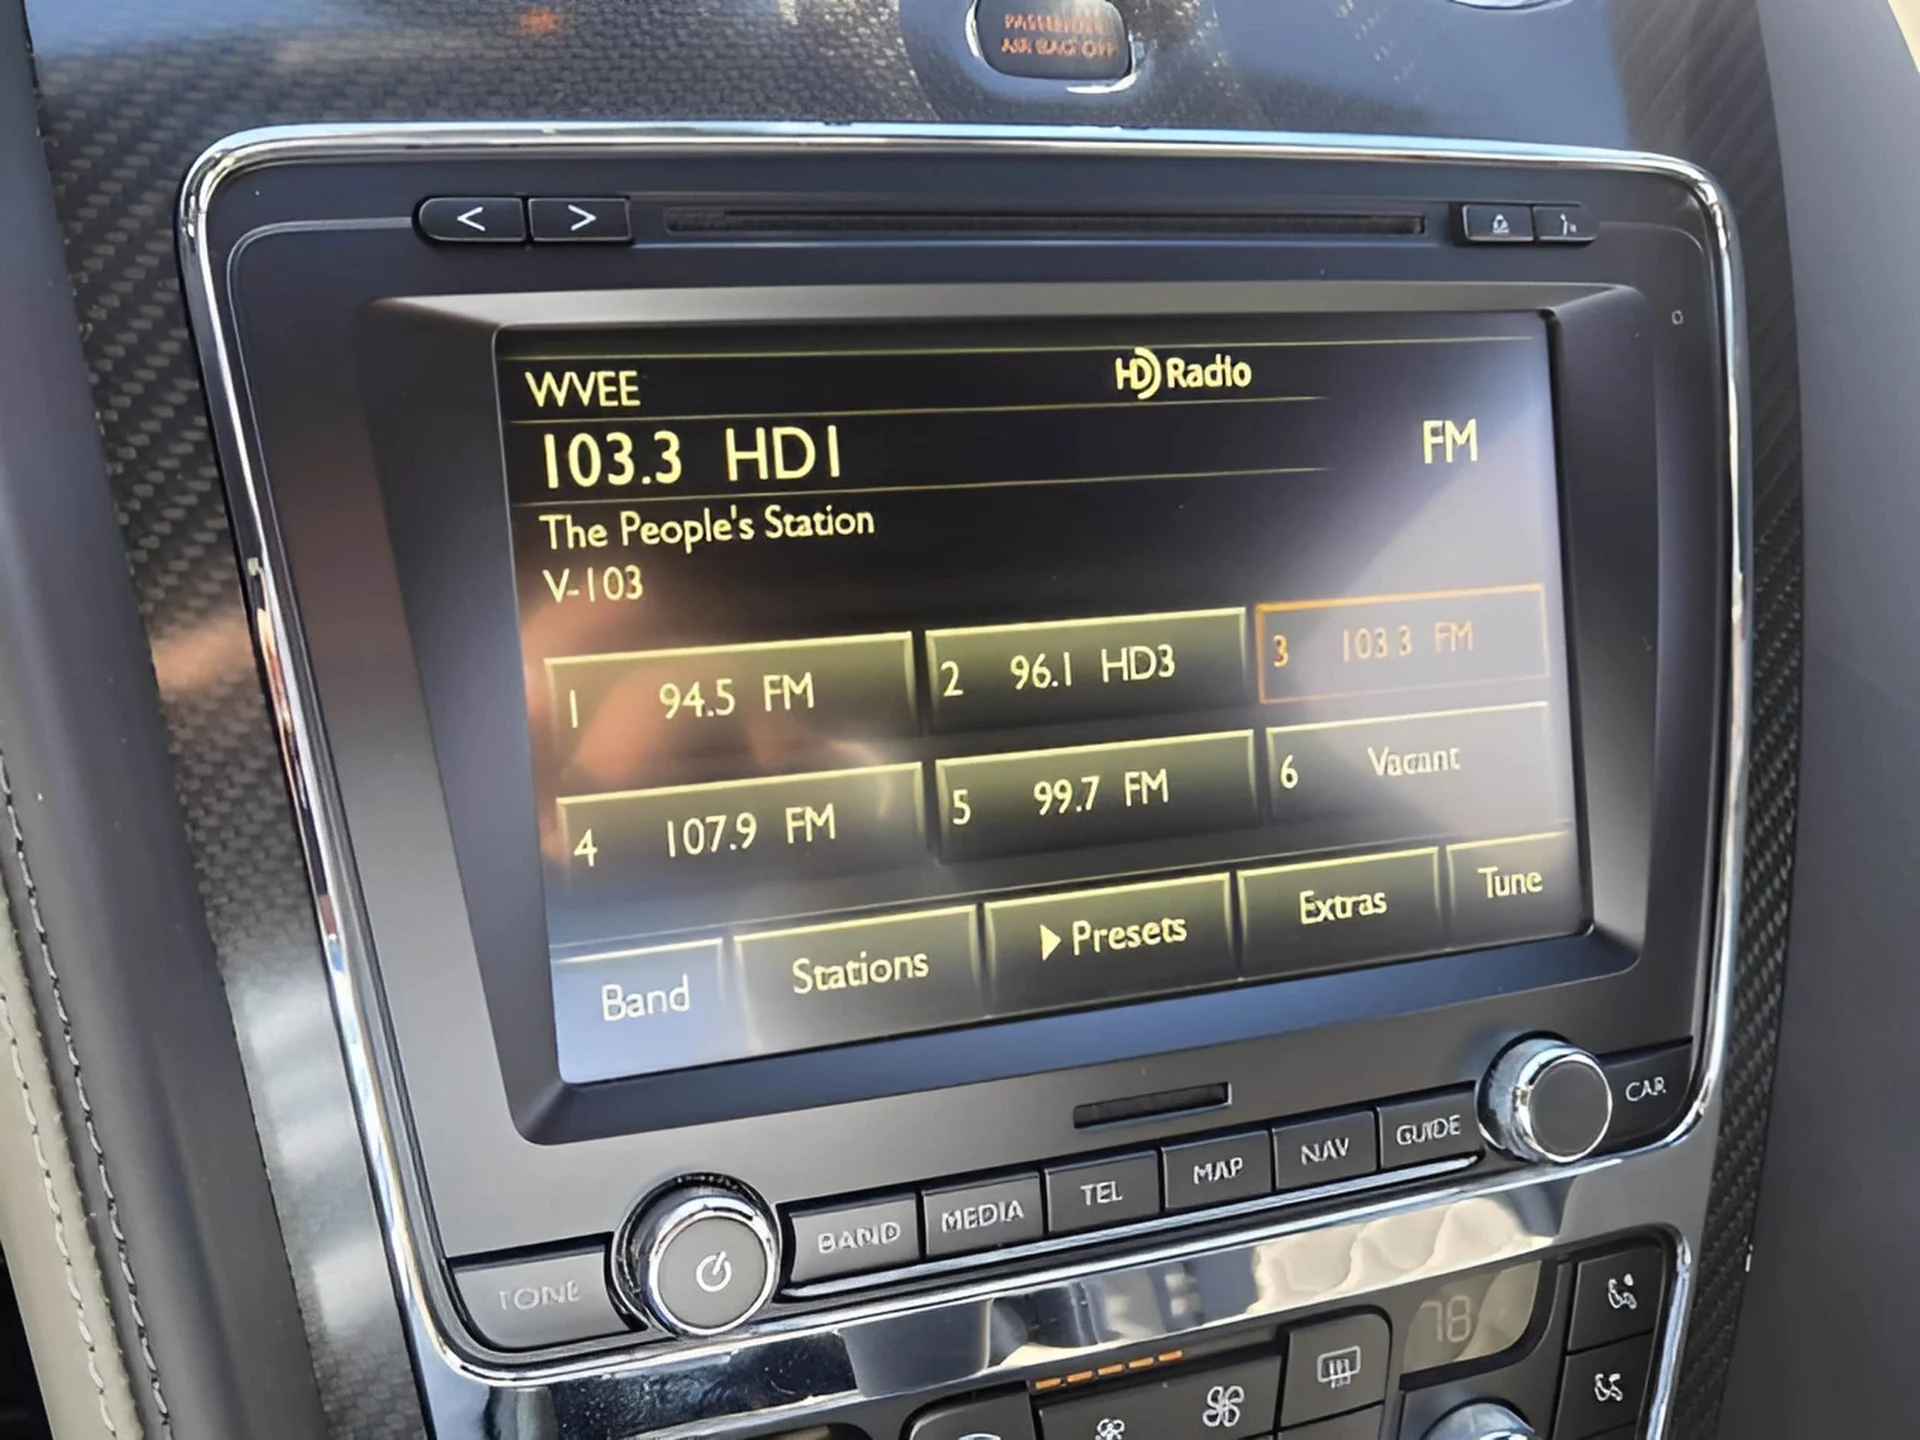 PASSENGER
AIR BAG OFF
< >
WVEE HD Radio
103.3 HD1 FM
The People's Station
V-103
1 94.5 FM 2 96.1 HD3 3 103.3 FM
4 107.9 FM 5 99.7 FM 6 Vacant
Band Stations Presets Extras Tune
TONE BAND MEDIA TEL MAP NAV GUIDE CAR
78